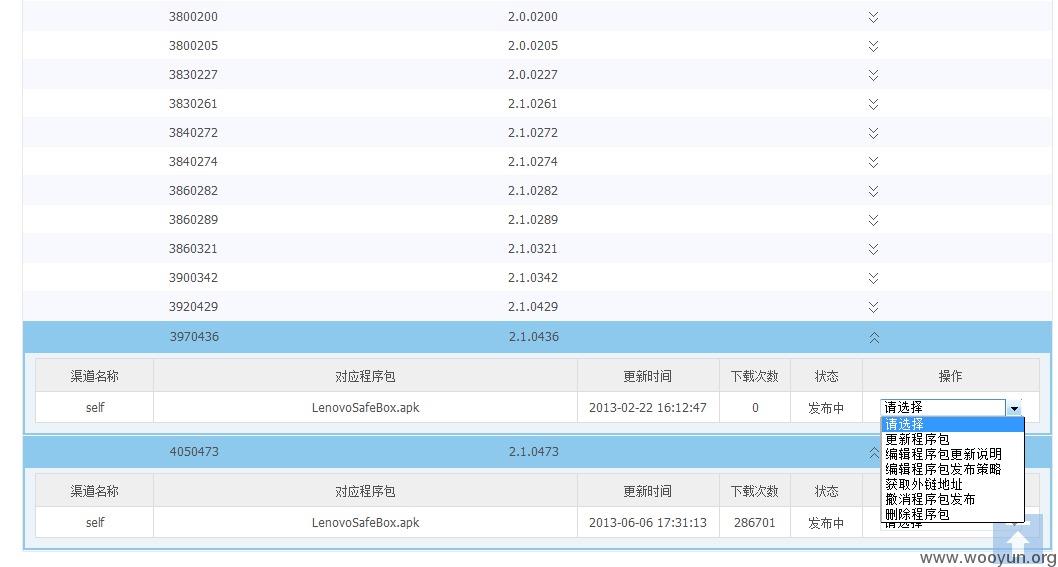 3800200 2.0.0200
3800205 2.0.0205
3830227 2.0.0227
3830261 2.1.0261
3840272 2.1.0272
3840274 2.1.0274
3860282 2.1.0282
3860289 2.1.0289
3860321 2.1.0321
3900342 2.1.0342
3920429 2.1.0429
3970436 2.1.0436
渠道名称 对应程序包 更新时间 下载次数 状态 操作
self LenovoSafeBox.apk 2013-02-22 16:12:47 0 发布中 请选择
请选择
更新程序包
编辑程序包更新说明
编辑程序包发布策略
获取外链地址
撤消程序包发布
删除程序包
4050473 2.1.0473
渠道名称 对应程序包 更新时间 下载次数 状态
self LenovoSafeBox.apk 2013-06-06 17:31:13 286701 发布中 请选择
www.wooyun.org